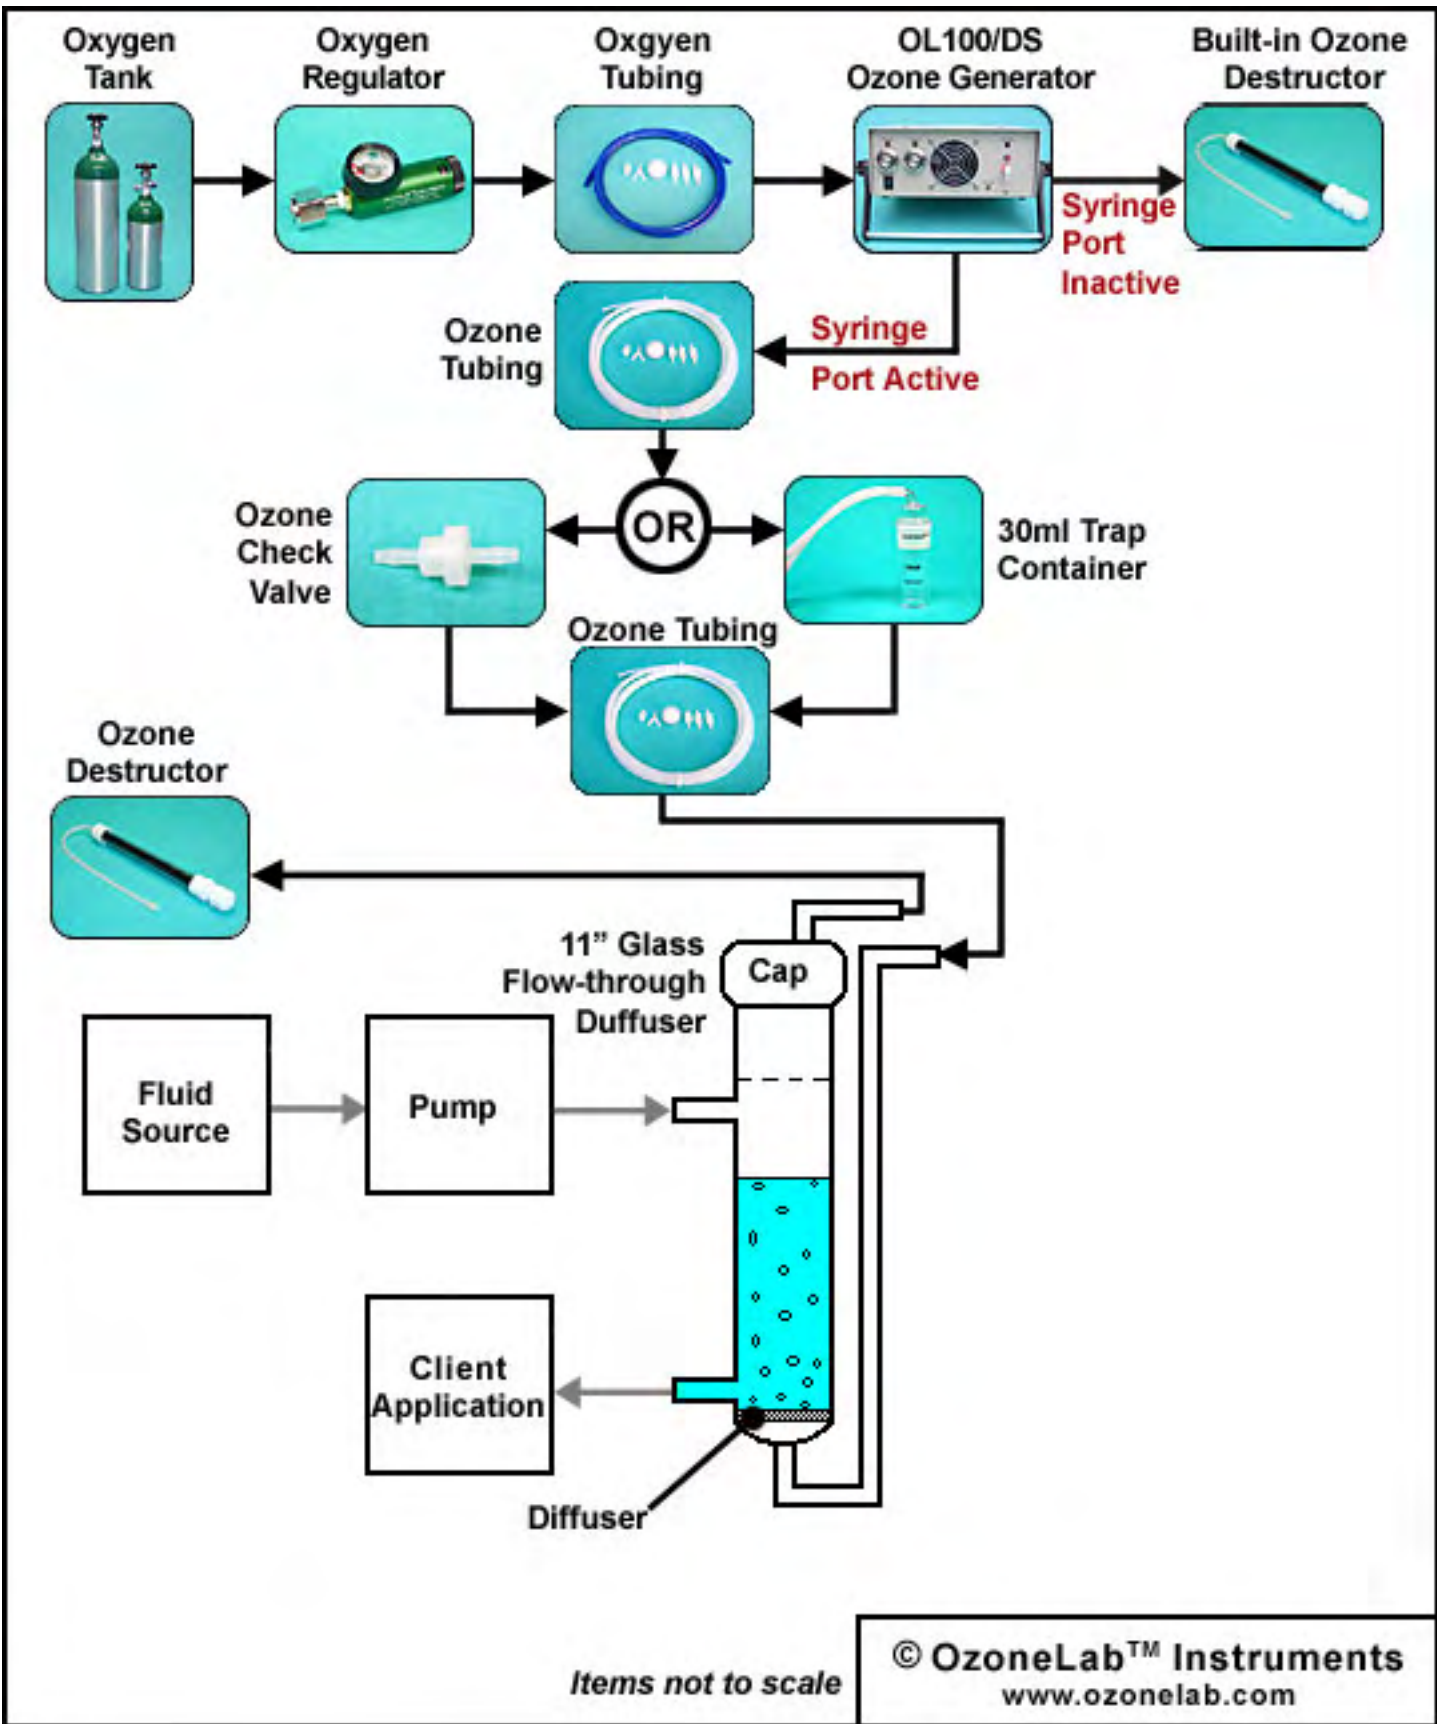 Oxygen
Tank
Oxygen
Regulator
Oxgyen
Tubing
OL100/DS
Ozone Generator
Built-in Ozone
Destructor
Syringe
Port
Inactive
Ozone
Tubing
Syringe
Port Active
Ozone
Check
Valve
OR
30ml Trap
Container
Ozone Tubing
Ozone
Destructor
11” Glass
Flow-through
Duffuser
Cap
Fluid
Source
Pump
Client
Application
Diffuser
Items not to scale
© OzoneLab™ Instruments
www.ozonelab.com